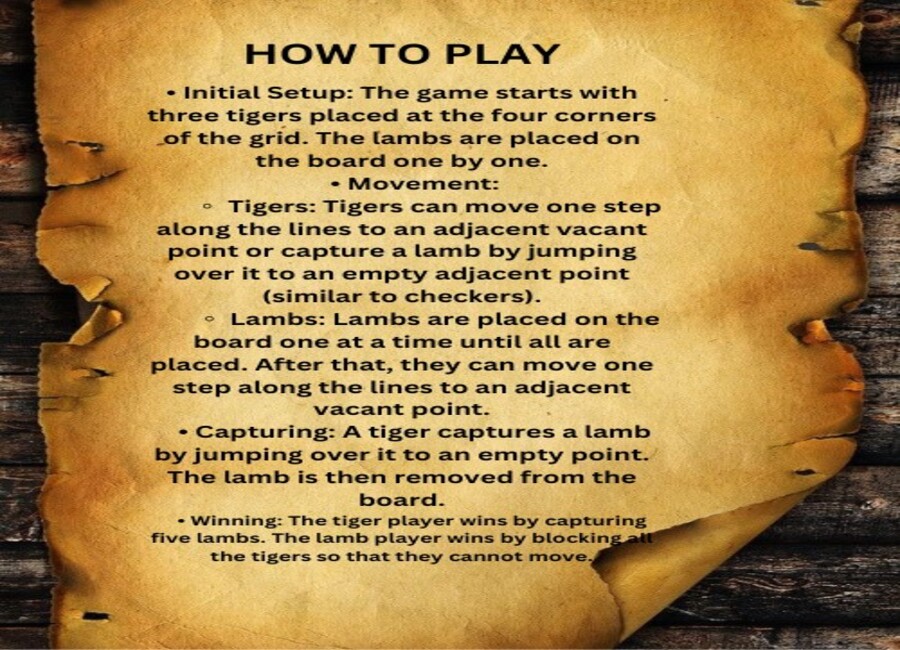 HOW TO PLAY
• Initial Setup: The game starts with
three tigers placed at the four corners
of the grid. The lambs are placed on
the board one by one.
• Movement:
◦ Tigers: Tigers can move one step
along the lines to an adjacent vacant
point or capture a lamb by jumping
over it to an empty adjacent point
(similar to checkers).
◦ Lambs: Lambs are placed on the
board one at a time until all are
placed. After that, they can move one
step along the lines to an adjacent
vacant point.
• Capturing: A tiger captures a lamb
by jumping over it to an empty point.
The lamb is then removed from the
board.
• Winning: The tiger player wins by capturing
five lambs. The lamb player wins by blocking all
the tigers so that they cannot move.